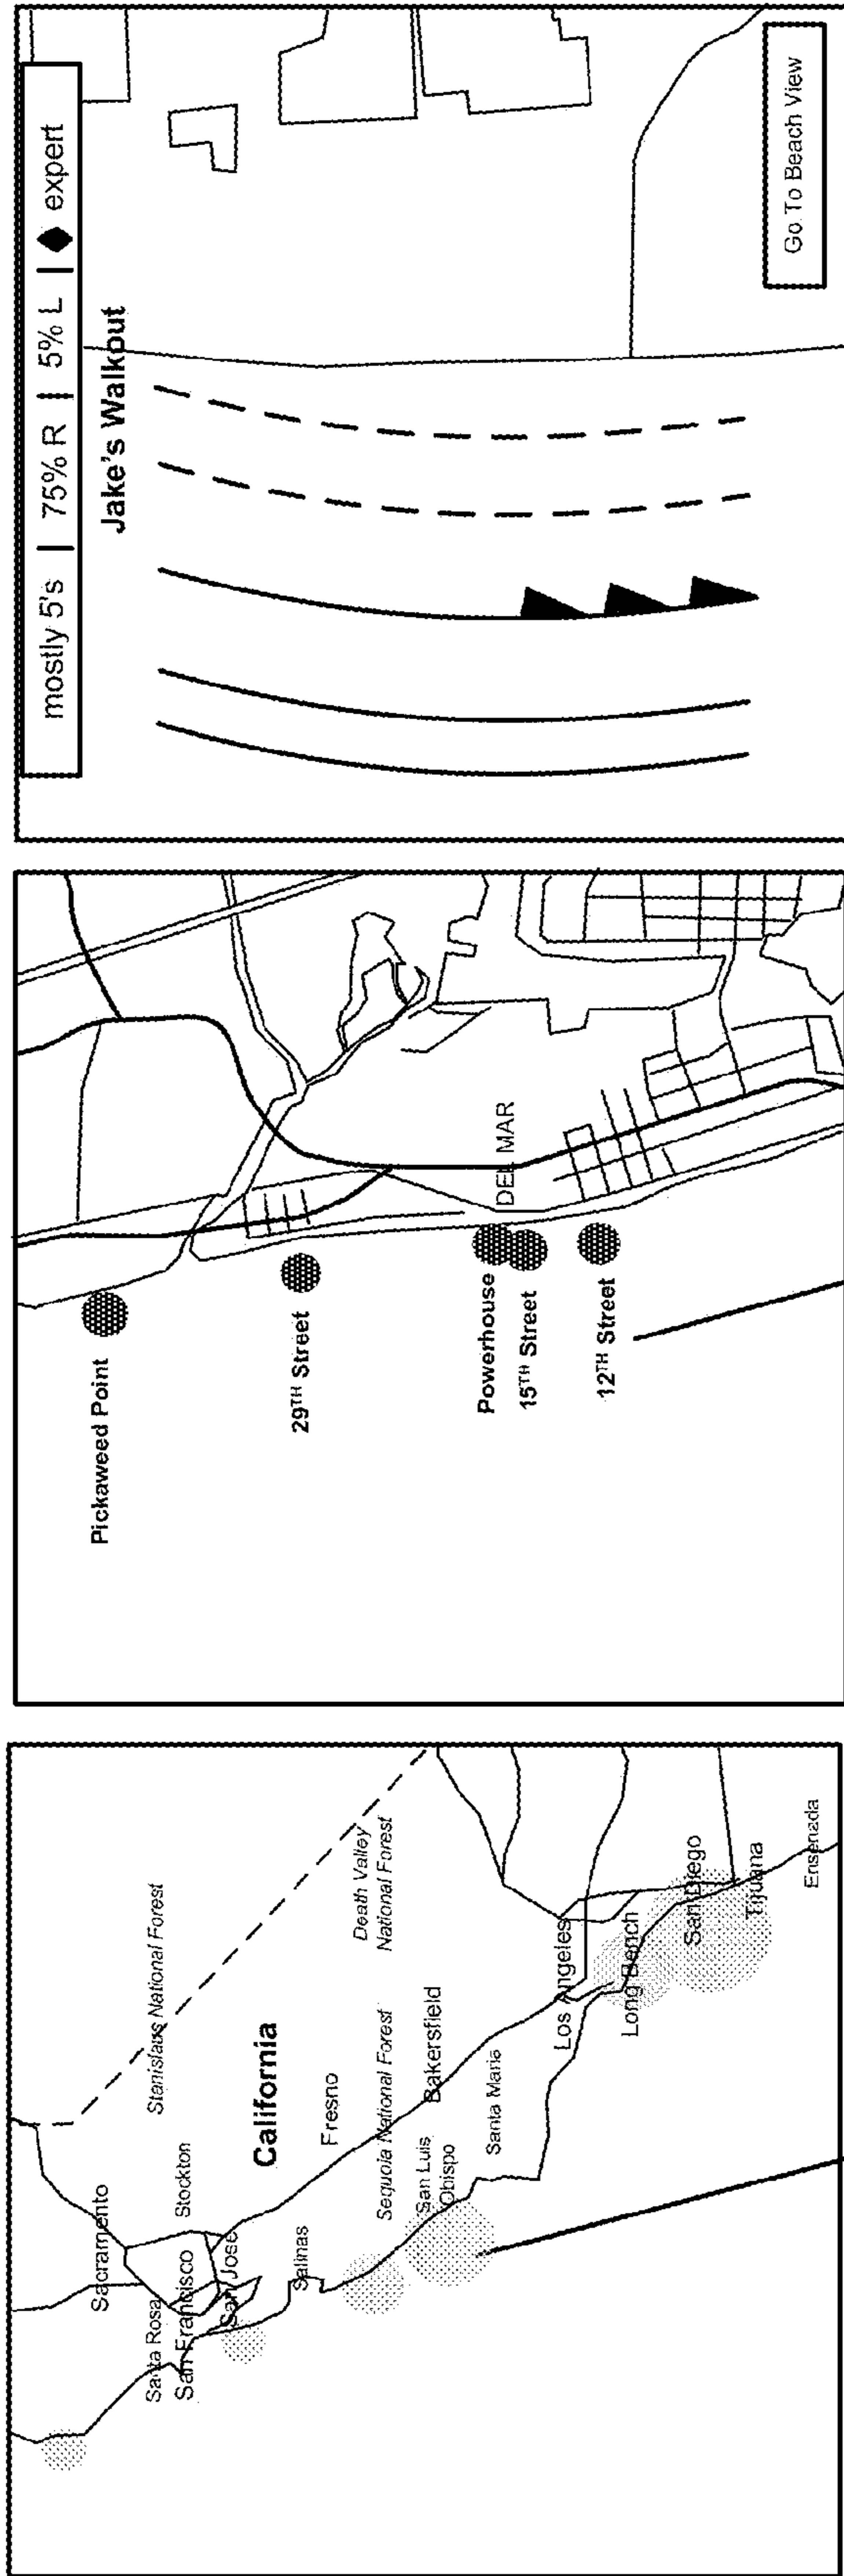 Sacramento
Santa Rosa
Stanislaus National Forest
San Francisco
Stockton
San Jose
California
Salinas
Fresno
Death Valley
National Forest
Sequoia National Forest
San Luis
Obispo
Bakersfield
Santa Maria
Los Angeles
Long Bench
San Diego
Tijuana
Ensenada
Pickaweed Point
29TH Street
Powerhouse
DEL MAR
15TH Street
12TH Street
mostly 5's | 75% R | 5% L | ◆ expert
Jake's Walkout
Go To Beach View